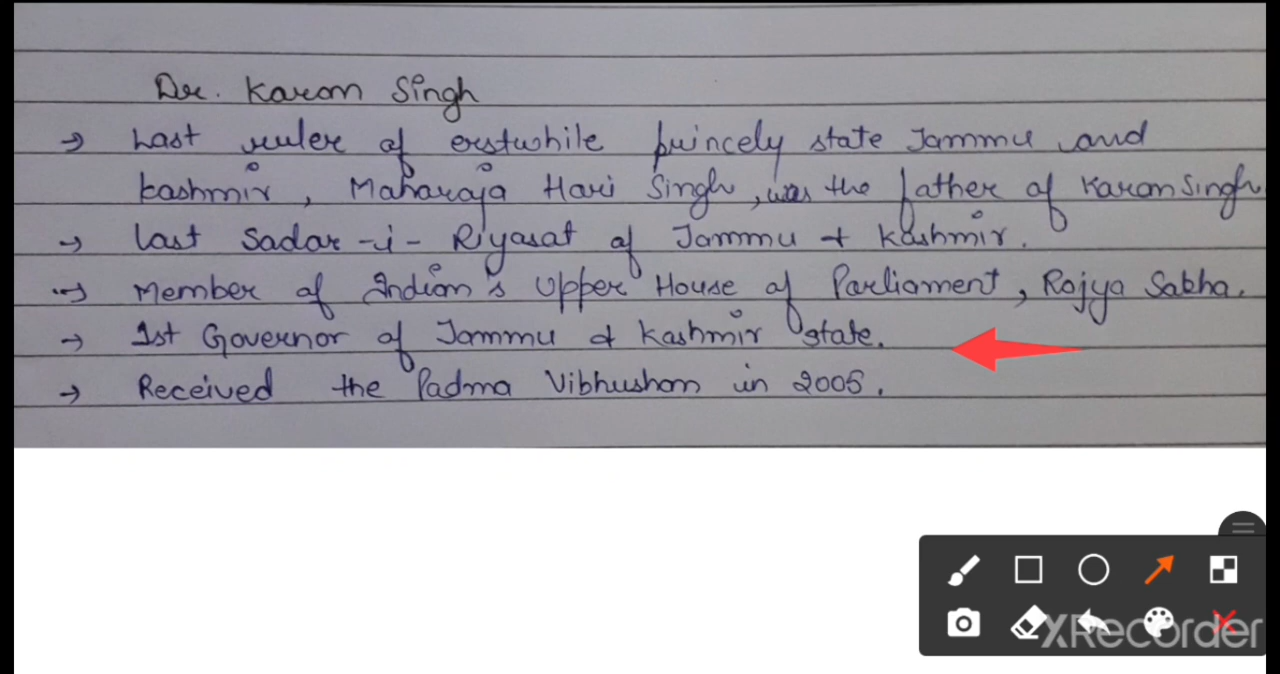 Dr. Karan Singh
→ Last ruler of erstwhile princely state Jammu and
Kashmir, Maharaja Hari Singh, was the father of Karan Singh
→ Last Sadar-i-Riyasat of Jammu & Kashmir.
→ Member of Indian's Upper House of Parliament, Rajya Sabha.
→ 1st Governor of Jammu & Kashmir state.
→ Received the Padma Vibhushan in 2005.
XRecorder